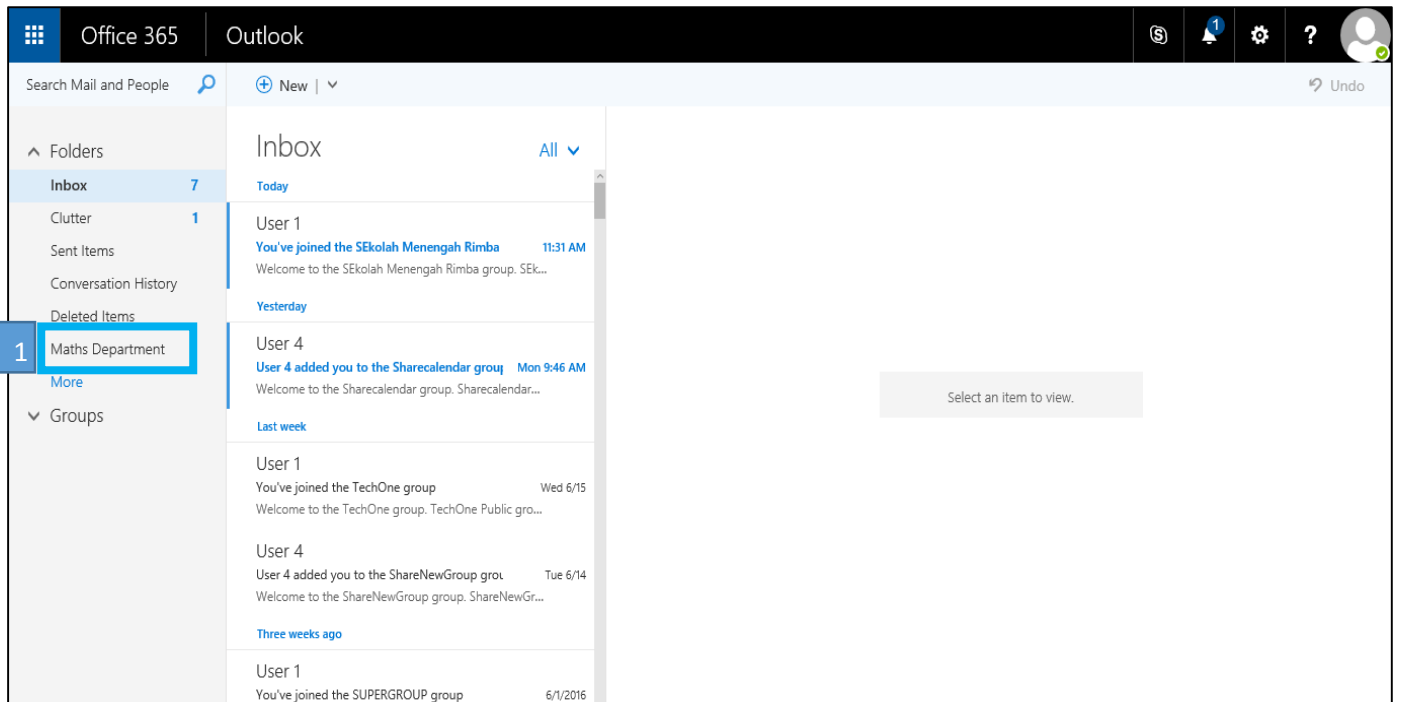 Office 365
Outlook
1
?
Search Mail and People
New
Undo
Folders
Inbox 7
Clutter 1
Sent Items
Conversation History
Deleted Items
1
Maths Department
More
Groups
Inbox
All
Today
User 1
You've joined the SEkolah Menengah Rimba 11:31 AM
Welcome to the SEkolah Menengah Rimba group. SEk...
Yesterday
User 4
User 4 added you to the Sharecalendar group Mon 9:46 AM
Welcome to the Sharecalendar group. Sharecalendar...
Last week
User 1
You've joined the TechOne group Wed 6/15
Welcome to the TechOne group. TechOne Public gro...
User 4
User 4 added you to the ShareNewGroup grou Tue 6/14
Welcome to the ShareNewGroup group. ShareNewGr...
Three weeks ago
User 1
You've joined the SUPERGROUP group 6/1/2016
Select an item to view.